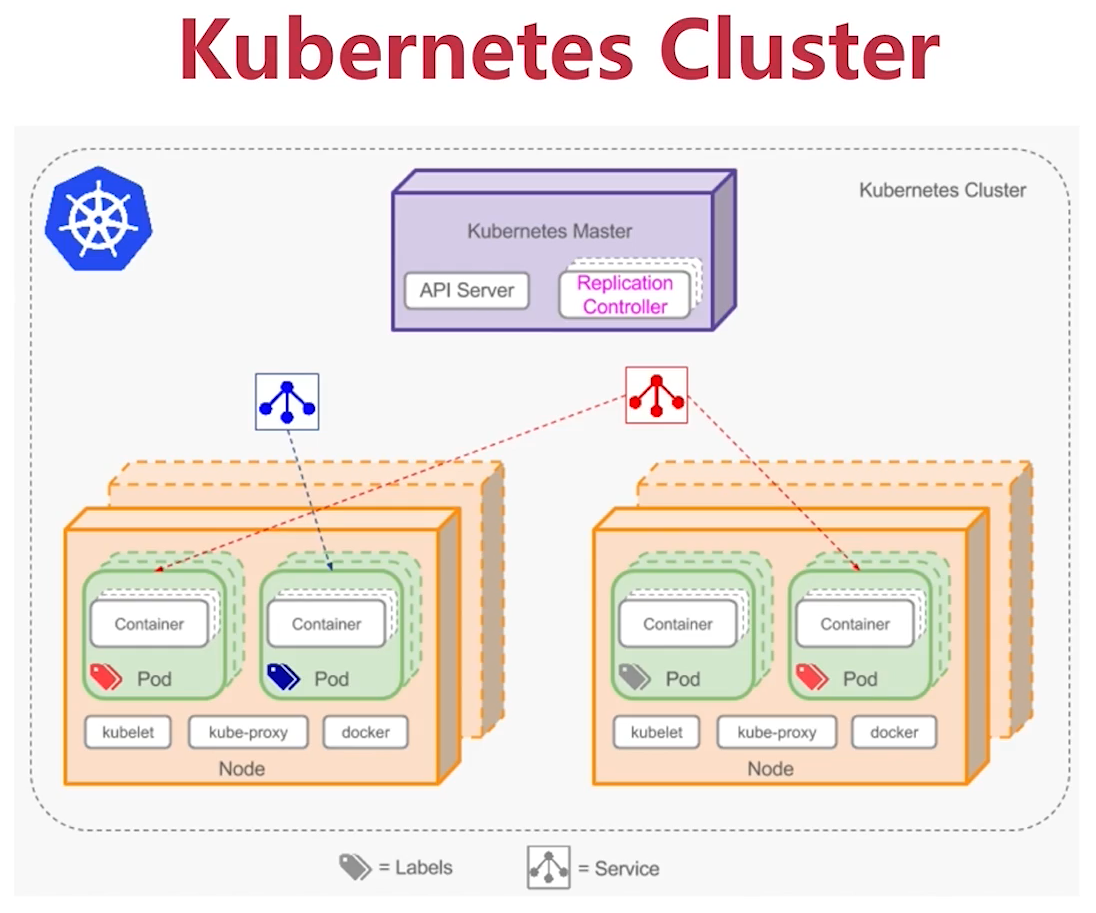 Kubernetes Cluster
Kubernetes Cluster
Kubernetes Master
API Server
Replication
Controller
Container
Container
Pod
Pod
kubelet
kube-proxy
docker
Node
Container
Container
Pod
Pod
kubelet
kube-proxy
docker
Node
= Labels
= Service